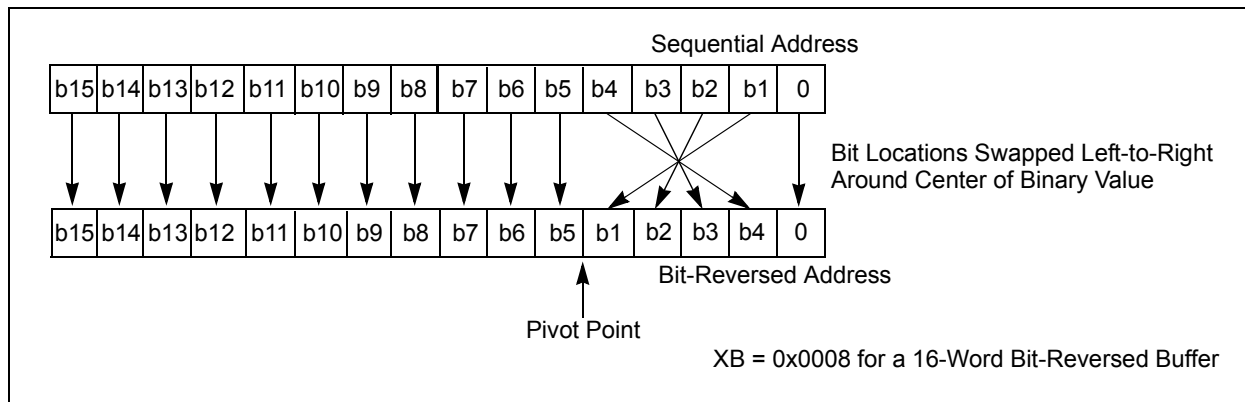 Sequential Address
b15 b14 b13 b12 b11 b10 b9 b8 b7 b6 b5 b4 b3 b2 b1 0
Bit Locations Swapped Left-to-Right
Around Center of Binary Value
b15 b14 b13 b12 b11 b10 b9 b8 b7 b6 b5 b1 b2 b3 b4 0
Bit-Reversed Address
Pivot Point
XB = 0x0008 for a 16-Word Bit-Reversed Buffer